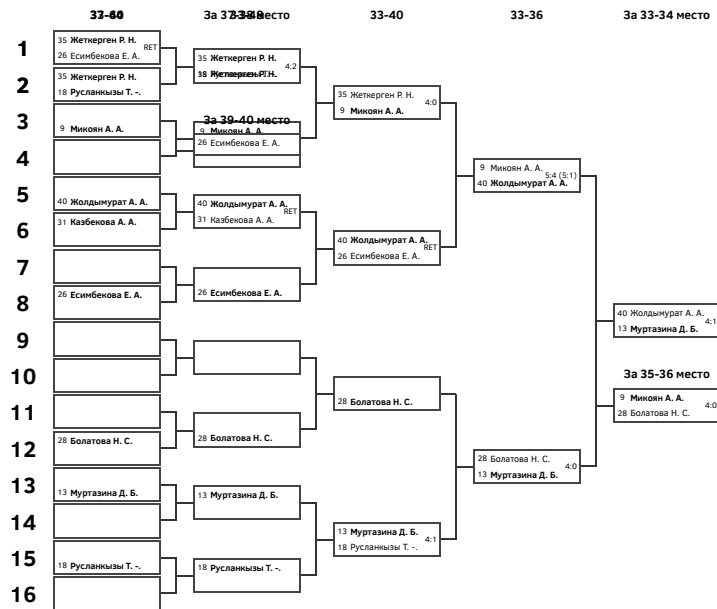 33-40
За 33-34 место
33-40
33-36
За 33-34 место
1
35 Жеткерген Р. Н.
26 Есимбекова Е. А.
RET
35 Жеткерген Р. Н.
4:2
2
35 Жеткерген Р. Н.
18 Русланкызы Т. -.
35 Жеткерген Р. Н.
9 Микоян А. А.
4:0
3
9 Микоян А. А.
За 39-40 место
9 Микоян А. А.
26 Есимбекова Е. А.
4
9 Микоян А. А.
40 Жолдымурат А. А.
5:4 (5:1)
5
40 Жолдымурат А. А.
40 Жолдымурат А. А.
31 Казбекова А. А.
RET
6
31 Казбекова А. А.
40 Жолдымурат А. А.
26 Есимбекова Е. А.
RET
7
8
26 Есимбекова Е. А.
26 Есимбекова Е. А.
40 Жолдымурат А. А.
13 Муртазина Д. Б.
4:1
9
10
За 35-36 место
28 Болатова Н. С.
9 Микоян А. А.
28 Болатова Н. С.
4:0
11
12
28 Болатова Н. С.
28 Болатова Н. С.
28 Болатова Н. С.
13 Муртазина Д. Б.
4:0
13
13 Муртазина Д. Б.
13 Муртазина Д. Б.
14
13 Муртазина Д. Б.
18 Русланкызы Т. -.
4:1
15
18 Русланкызы Т. -.
18 Русланкызы Т. -.
16